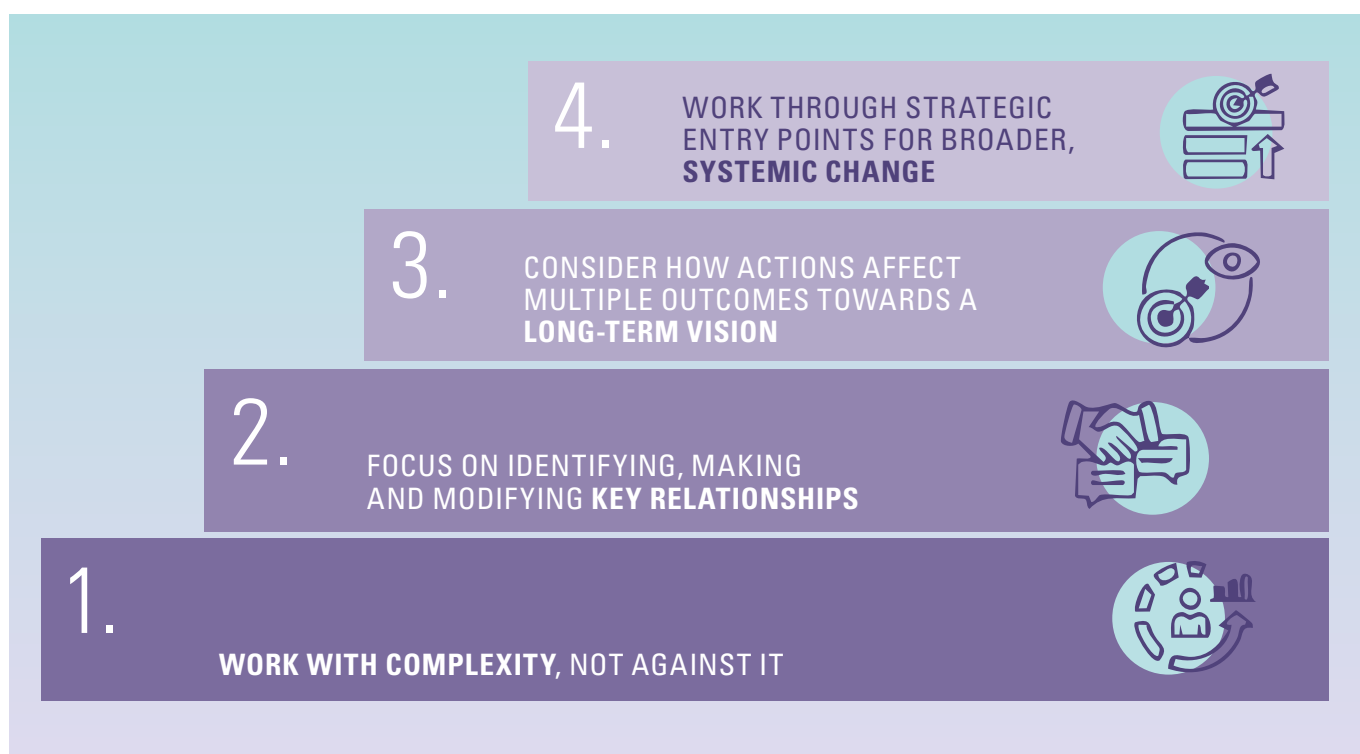 4.
WORK THROUGH STRATEGIC
ENTRY POINTS FOR BROADER,
SYSTEMIC CHANGE
3.
CONSIDER HOW ACTIONS AFFECT
MULTIPLE OUTCOMES TOWARDS A
LONG-TERM VISION
2.
FOCUS ON IDENTIFYING, MAKING
AND MODIFYING KEY RELATIONSHIPS
1.
WORK WITH COMPLEXITY, NOT AGAINST IT